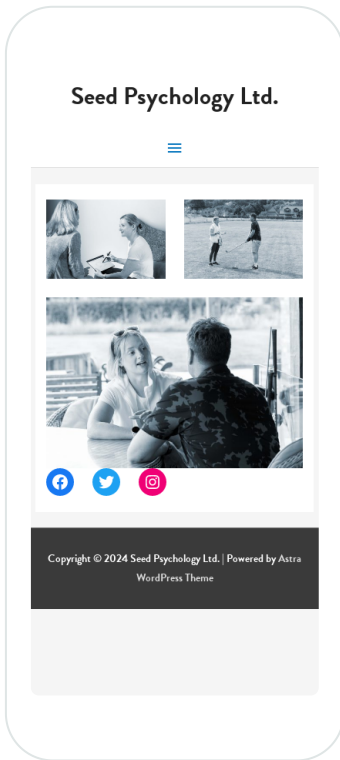 Seed Psychology Ltd.
Copyright © 2024 Seed Psychology Ltd. | Powered by Astra
WordPress Theme